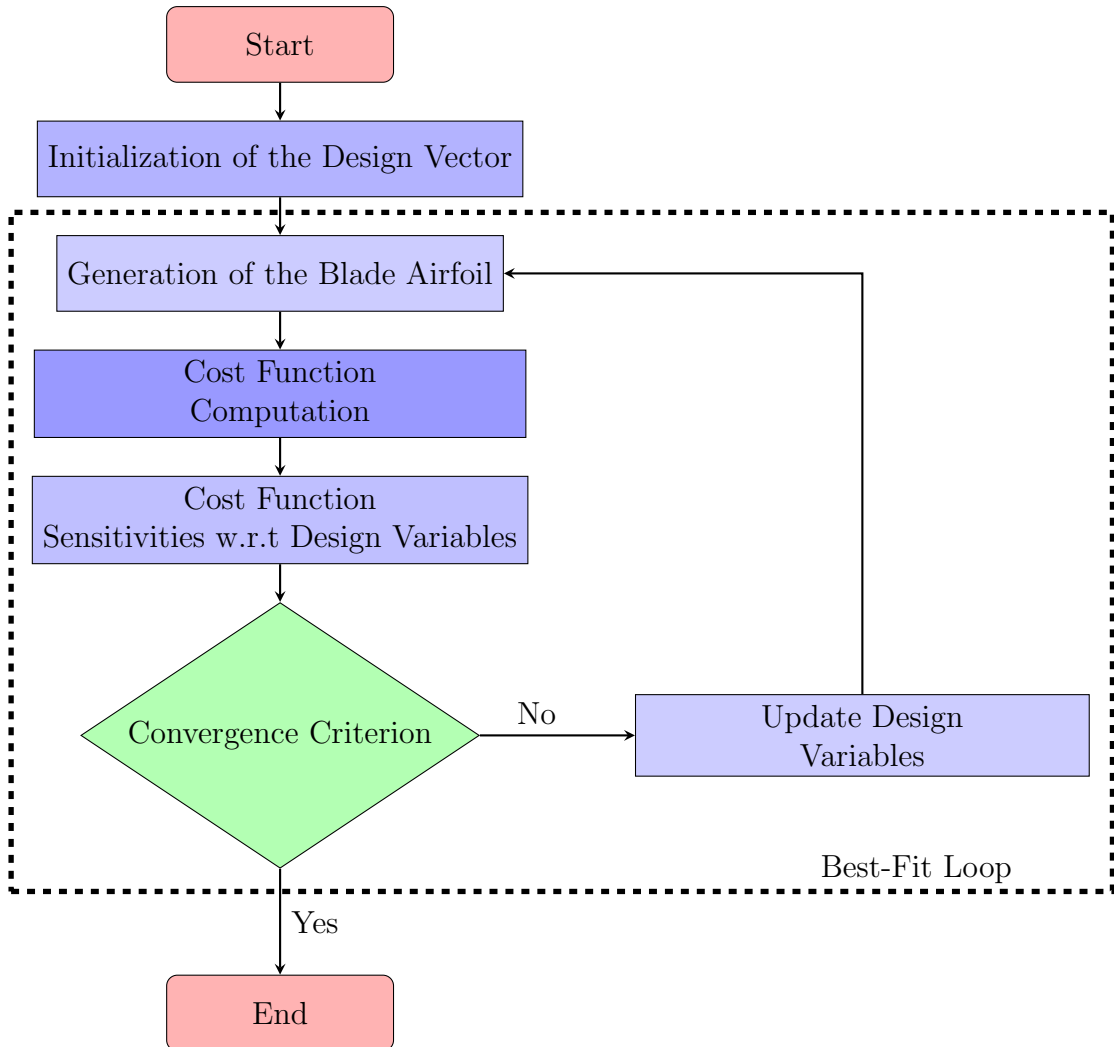 Start
Initialization of the Design Vector
Generation of the Blade Airfoil
Cost Function
Computation
Cost Function
Sensitivities w.r.t Design Variables
Convergence Criterion
No
Update Design
Variables
Best-Fit Loop
Yes
End